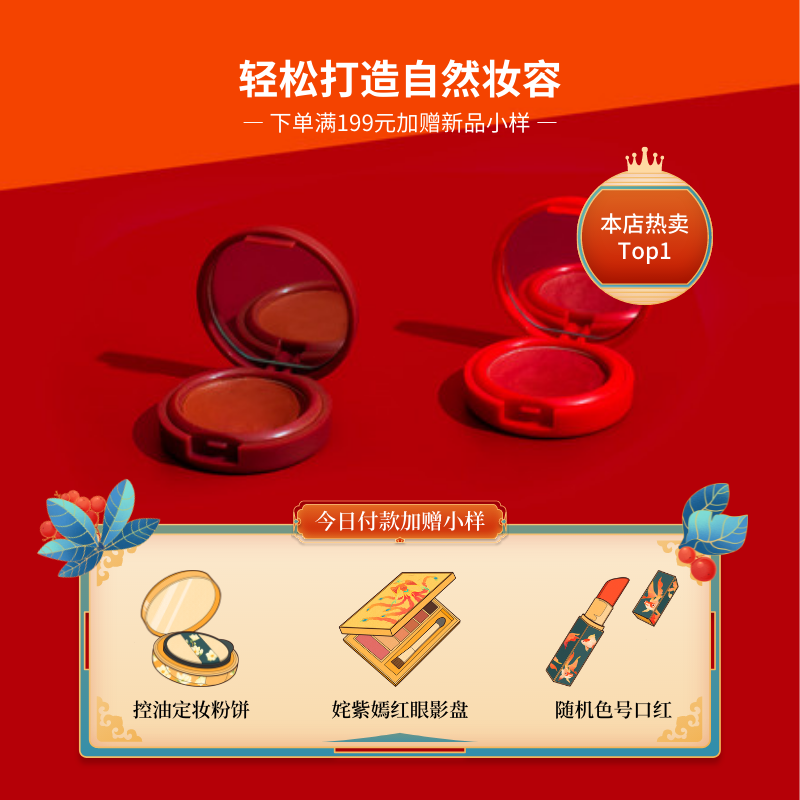 轻松打造自然妆容
— 下单满199元加赠新品小样 —
本店热卖
Top1
今日付款加赠小样
控油定妆粉饼
姹紫嫣红眼影盘
随机色号口红